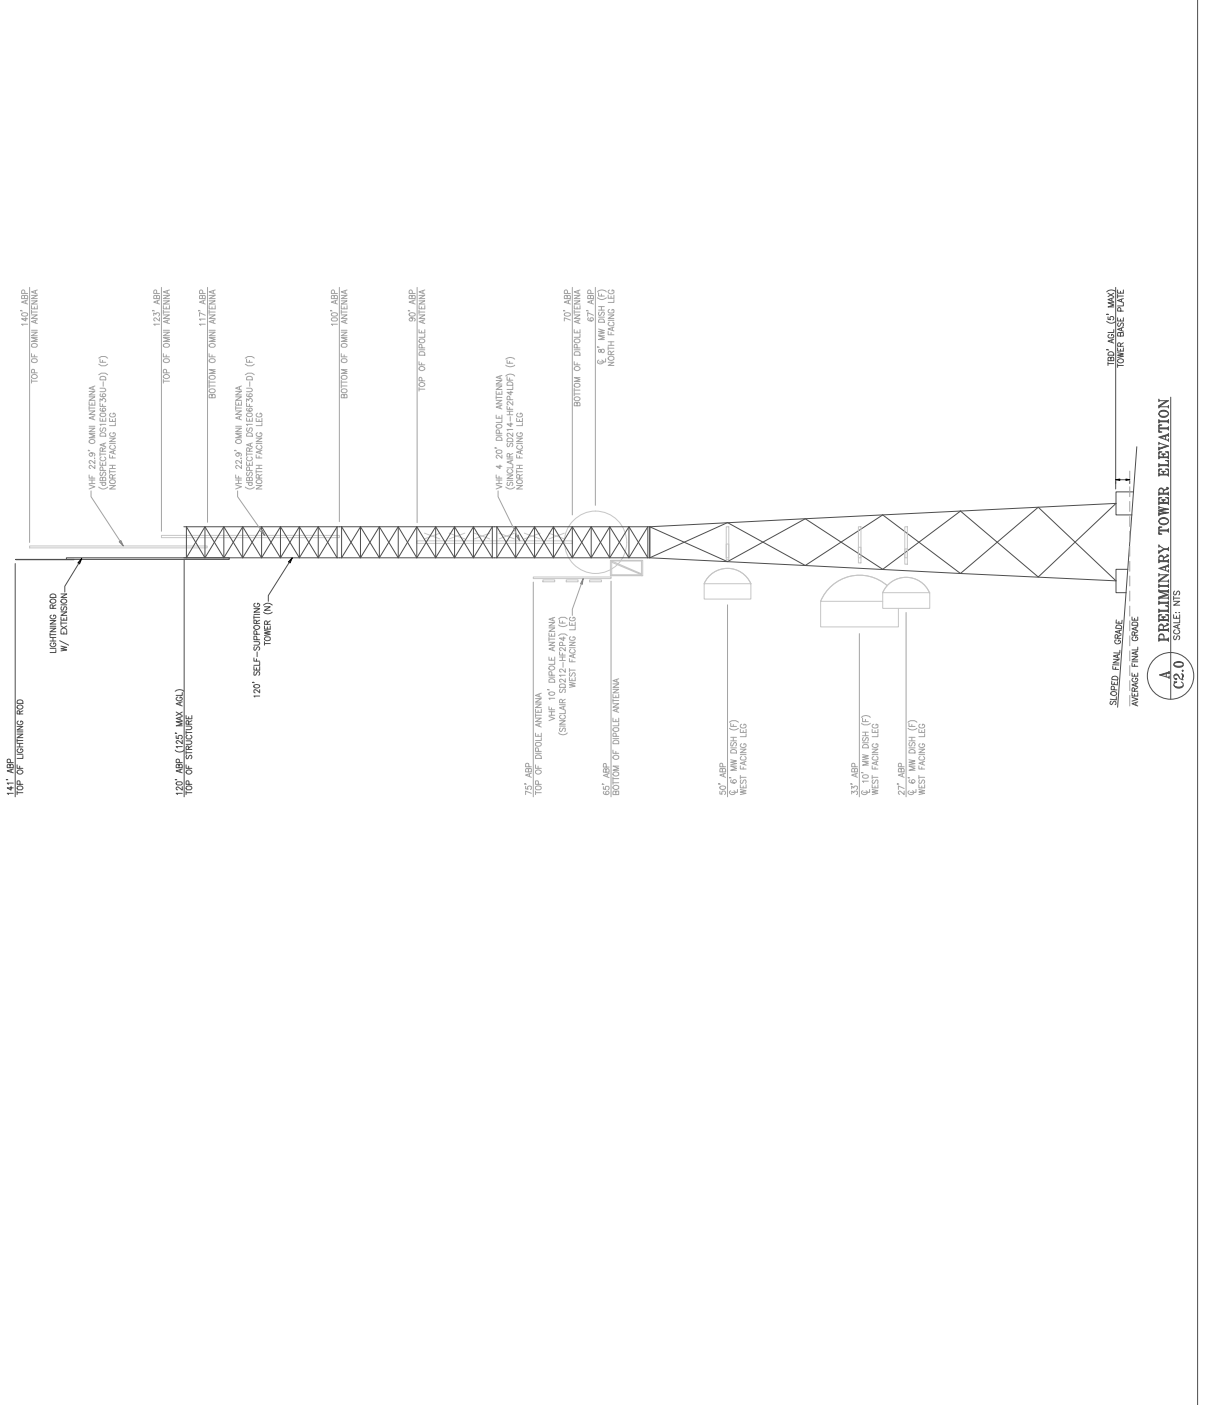 141' ABP
TOP OF LIGHTNING ROD
LIGHTNING ROD
W/ EXTENSION
120' ABP (125' MAX AGL)
TOP OF STRUCTURE
120' SELF-SUPPORTING
TOWER (N)
75' ABP
TOP OF DIPOLE ANTENNA
VHF 10' DIPOLE ANTENNA
(SINCLAIR SD212-HF2P4) (F)
WEST FACING LEG
65' ABP
BOTTOM OF DIPOLE ANTENNA
50' ABP
℄ 6' MW DISH (F)
WEST FACING LEG
33' ABP
℄ 10' MW DISH (F)
WEST FACING LEG
27' ABP
℄ 6' MW DISH (F)
WEST FACING LEG
140' ABP
TOP OF OMNI ANTENNA
VHF 22.9' OMNI ANTENNA
(dBSPECTRA DS1E06F36U-D) (F)
NORTH FACING LEG
123' ABP
TOP OF OMNI ANTENNA
117' ABP
BOTTOM OF OMNI ANTENNA
VHF 22.9' OMNI ANTENNA
(dBSPECTRA DS1E06F36U-D) (F)
NORTH FACING LEG
100' ABP
BOTTOM OF OMNI ANTENNA
90' ABP
TOP OF DIPOLE ANTENNA
VHF 4 20' DIPOLE ANTENNA
(SINCLAIR SD214-HF2P4LDF) (F)
NORTH FACING LEG
70' ABP
BOTTOM OF DIPOLE ANTENNA
67' ABP
℄ 8' MW DISH (F)
NORTH FACING LEG
TBD' AGL (5' MAX)
TOWER BASE PLATE
SLOPED FINAL GRADE
AVERAGE FINAL GRADE
A
C2.0
PRELIMINARY TOWER ELEVATION
SCALE: NTS